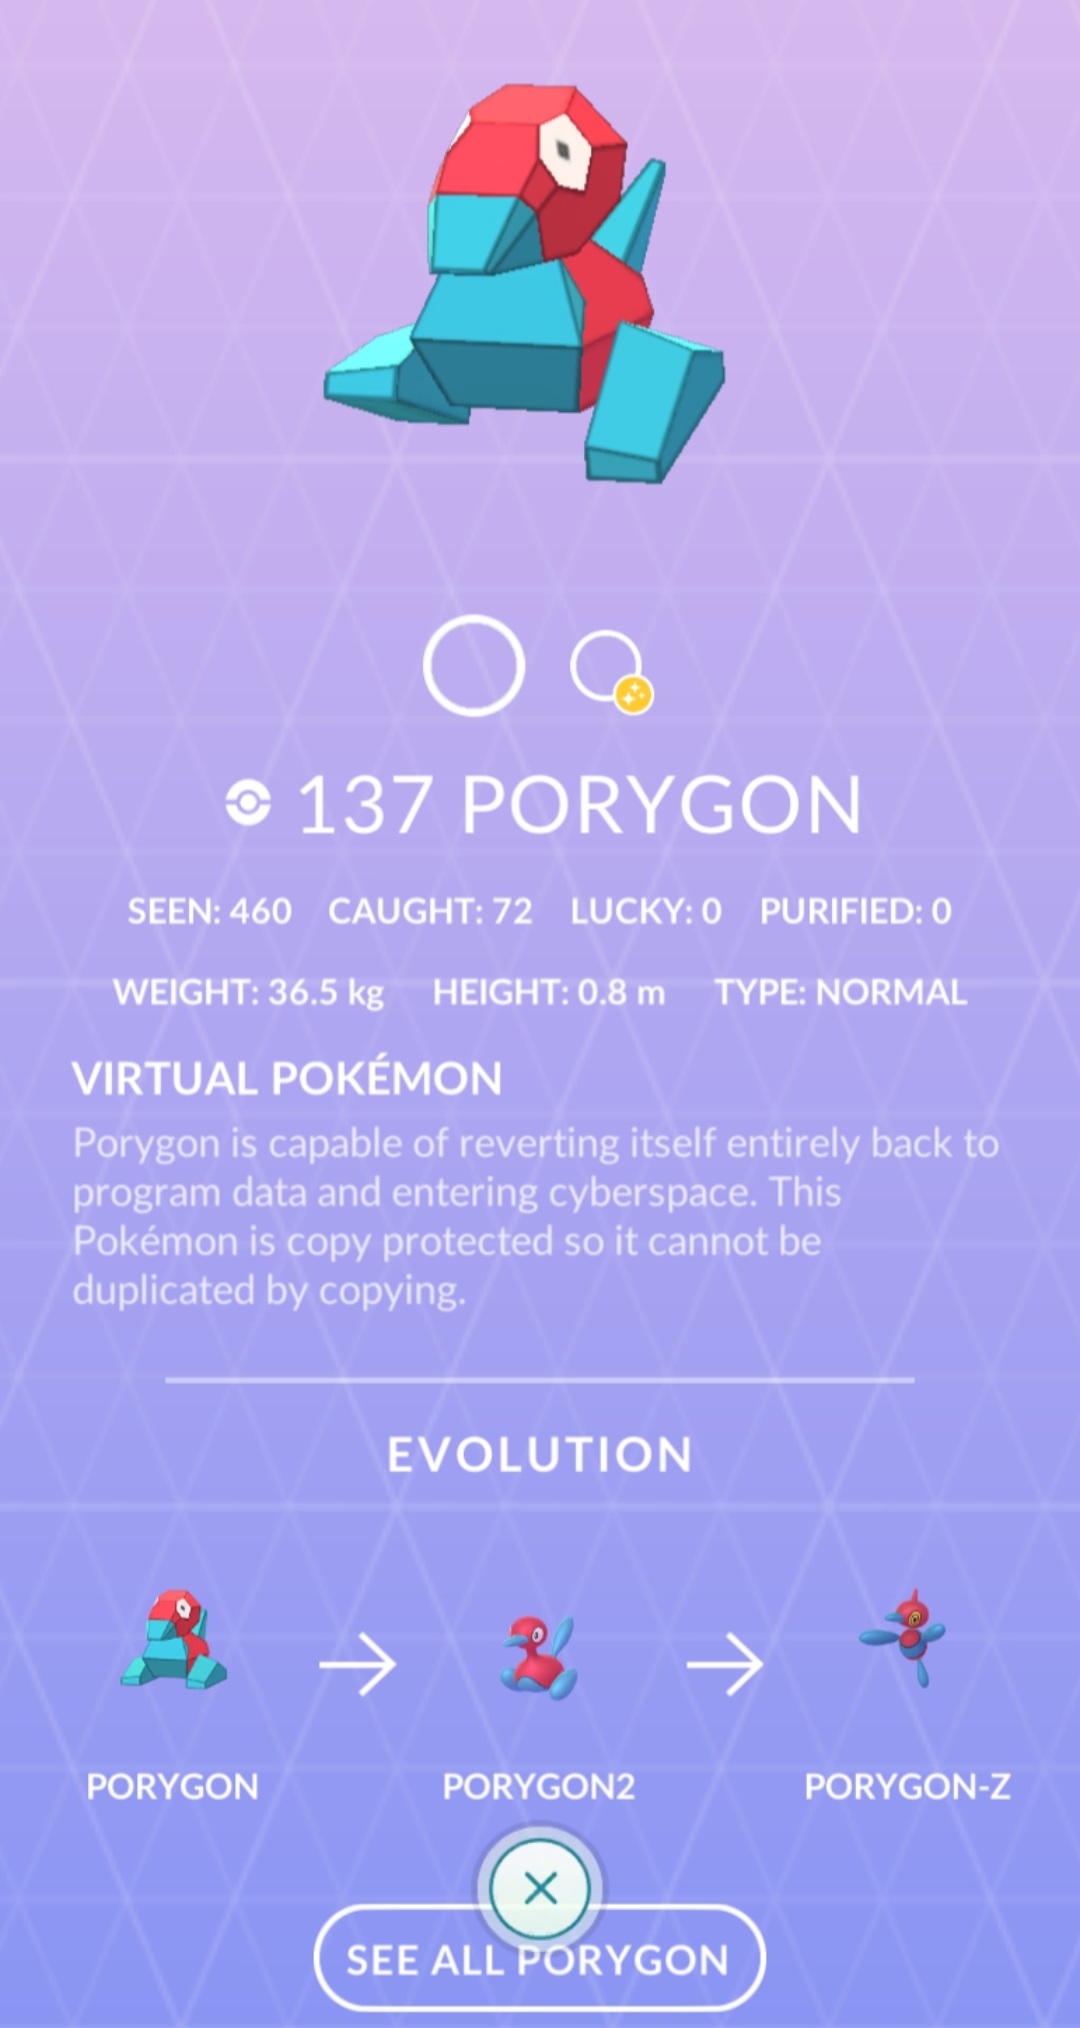 137 PORYGON
SEEN: 460 CAUGHT: 72 LUCKY: 0 PURIFIED: 0
WEIGHT: 36.5 kg HEIGHT: 0.8 m TYPE: NORMAL
VIRTUAL POKÉMON
Porygon is capable of reverting itself entirely back to
program data and entering cyberspace. This
Pokémon is copy protected so it cannot be
duplicated by copying.
EVOLUTION
PORYGON PORYGON2 PORYGON-Z
SEE ALL PORYGON